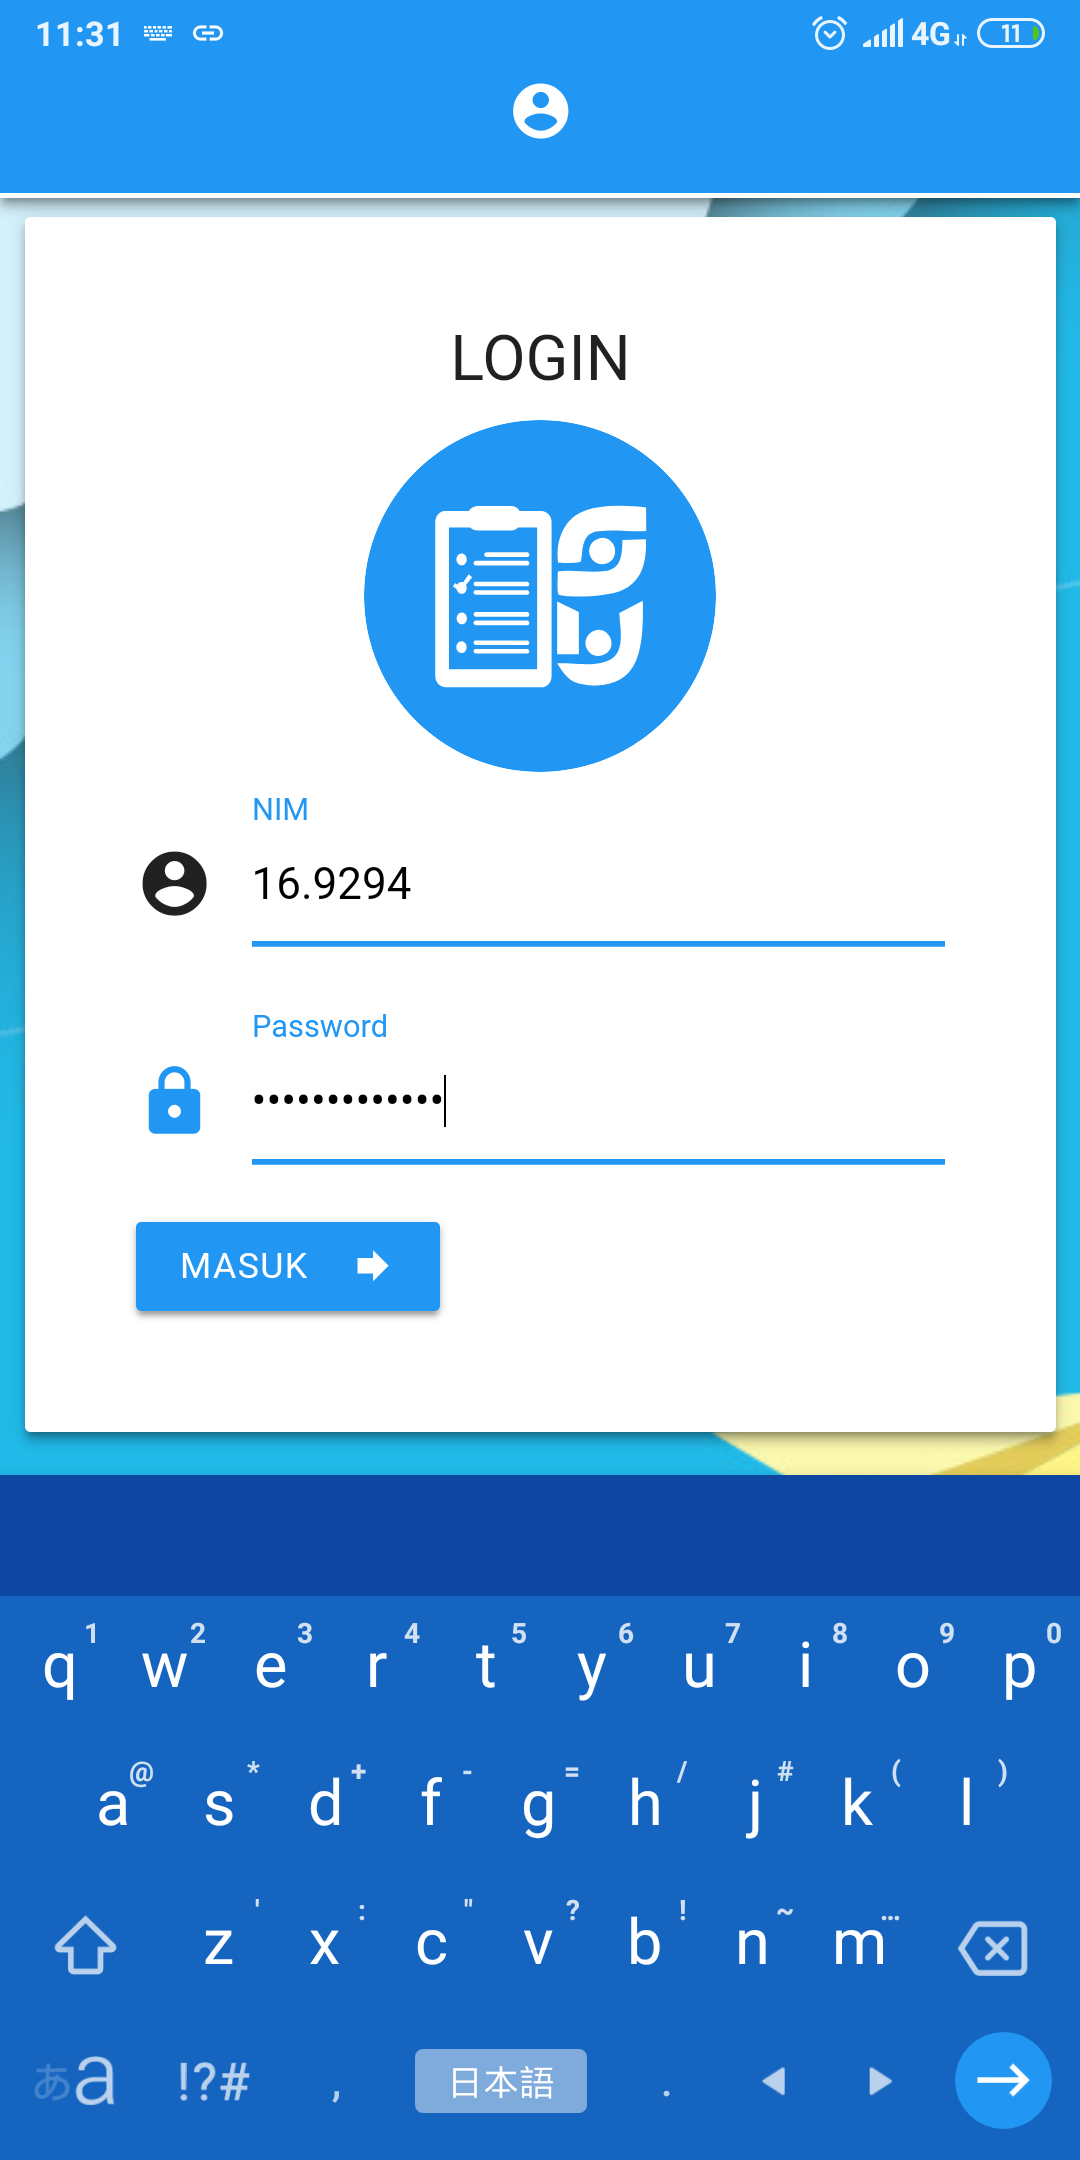 11:31 4G 11
LOGIN
NIM
16.9294
Password
•••••••••••••
MASUK
1 2 3 4 5 6 7 8 9 0
q w e r t y u i o p
@ * + - = / # ( )
a s d f g h j k l
' : " ? ! ~ …
z x c v b n m
あa !?# , 日本語 .